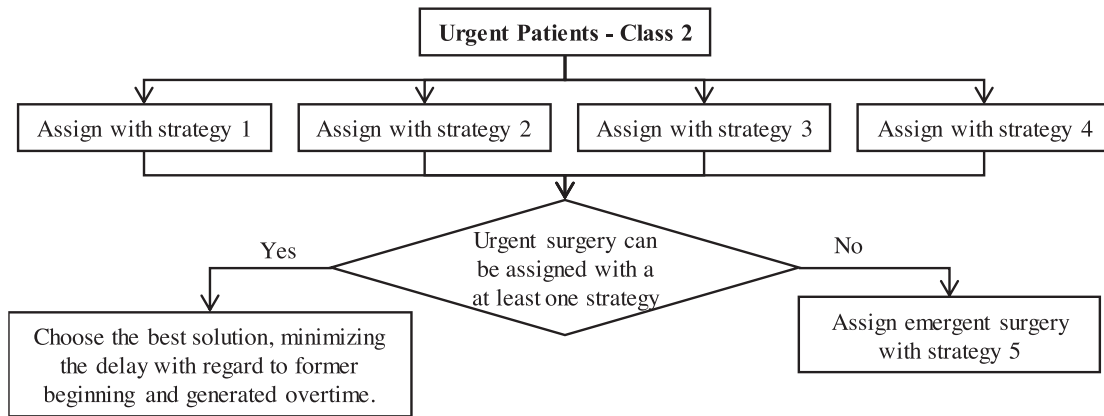 Urgent Patients - Class 2
Assign with strategy 1
Assign with strategy 2
Assign with strategy 3
Assign with strategy 4
Yes
Urgent surgery can
be assigned with a
at least one strategy
No
Choose the best solution, minimizing
the delay with regard to former
beginning and generated overtime.
Assign emergent surgery
with strategy 5